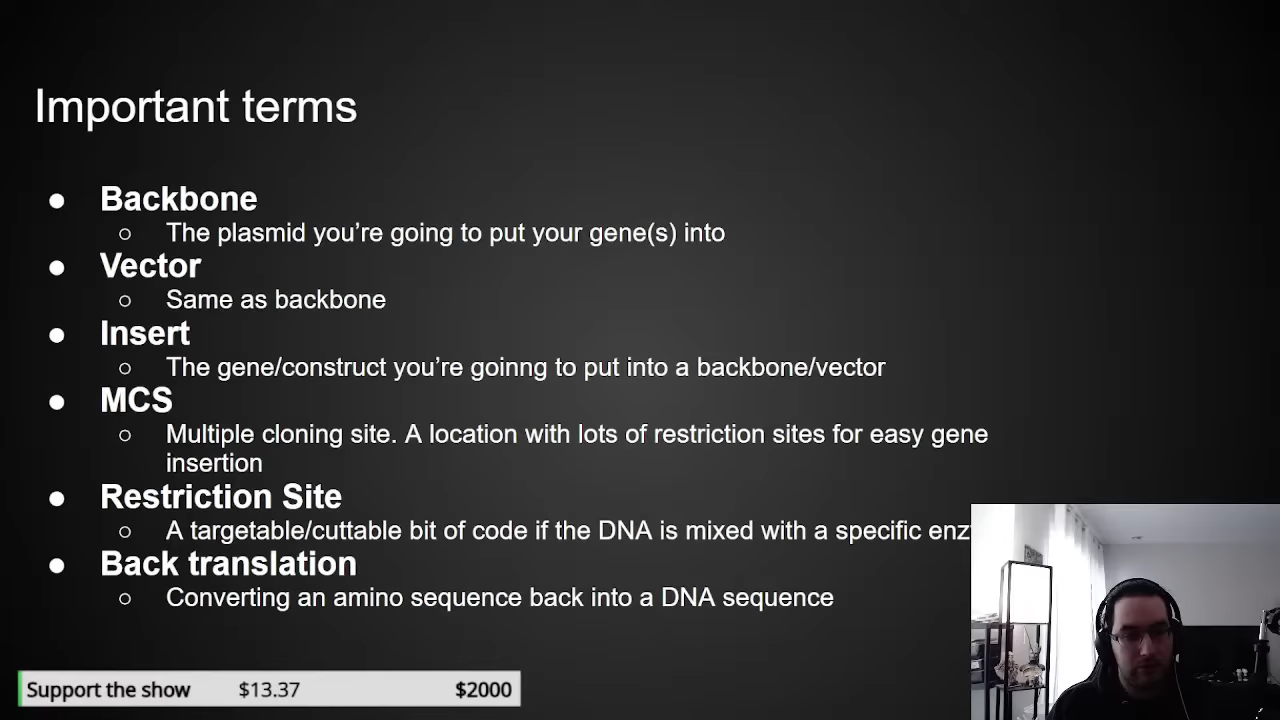 Important terms
● Backbone
○ The plasmid you're going to put your gene(s) into
● Vector
○ Same as backbone
● Insert
○ The gene/construct you're goinng to put into a backbone/vector
● MCS
○ Multiple cloning site. A location with lots of restriction sites for easy gene
insertion
● Restriction Site
○ A targetable/cuttable bit of code if the DNA is mixed with a specific
● Back translation
○ Converting an amino sequence back into a DNA sequence
Support the show $13.37 $2000